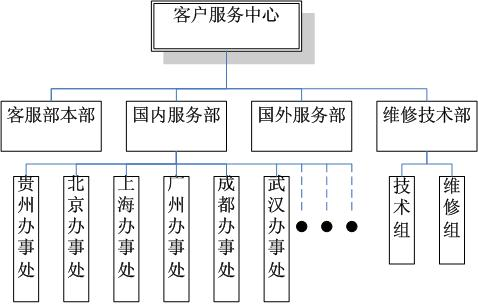 客户服务中心
客服部本部
国内服务部
国外服务部
维修技术部
贵州办事处
北京办事处
上海办事处
广州办事处
成都办事处
武汉办事处
技术组
维修组